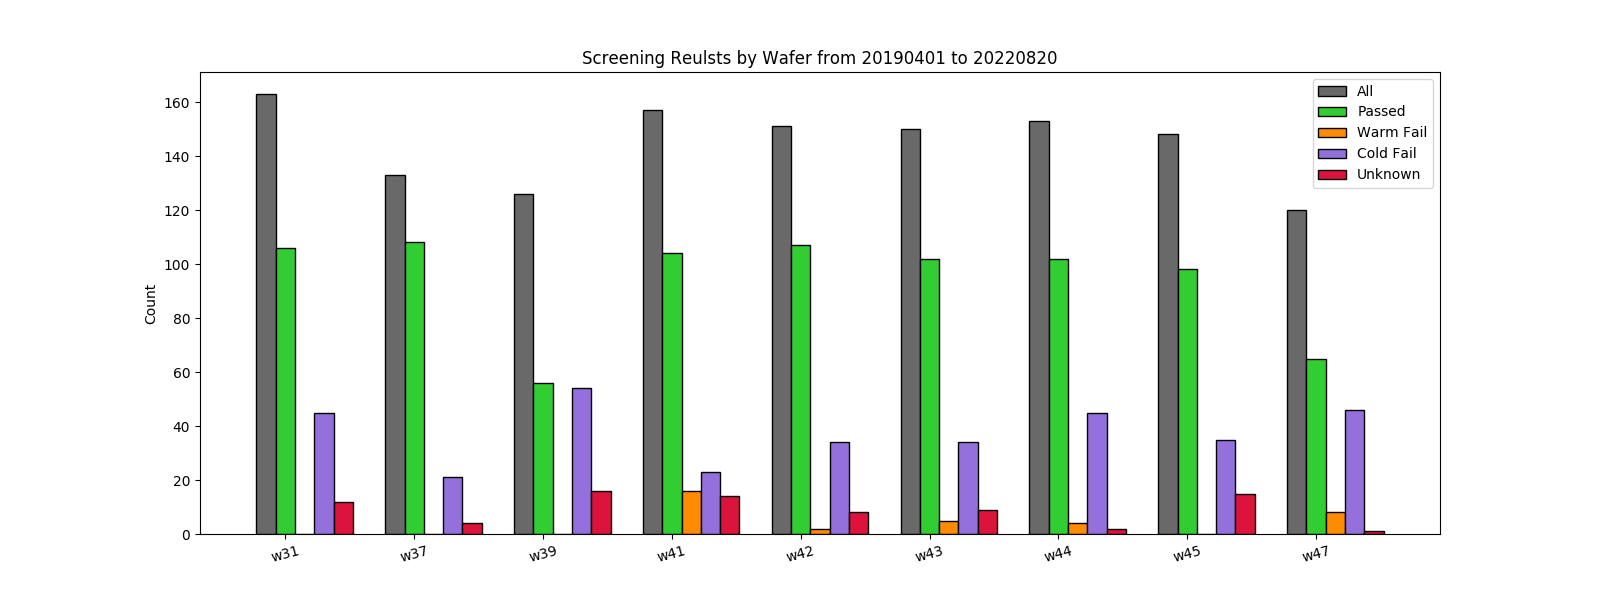 Screening Reulsts by Wafer from 20190401 to 20220820
Count
160
140
120
100
80
60
40
20
0
All
Passed
Warm Fail
Cold Fail
Unknown
w31
w37
w39
w41
w42
w43
w44
w45
w47